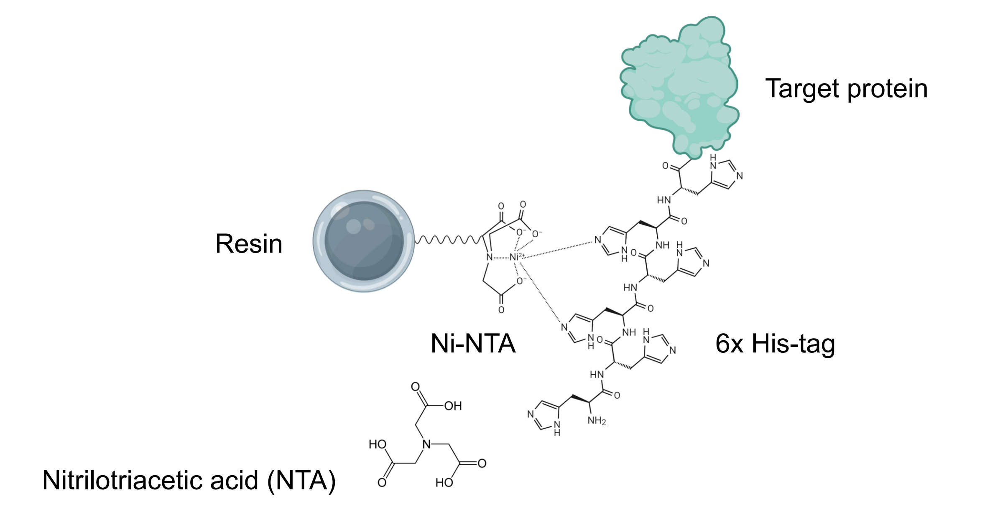 Target protein
Resin
Ni-NTA
6x His-tag
Nitrilotriacetic acid (NTA)
O
H
N
N
HN
O
O
O
O⁻
O⁻
N
Ni²⁺
O⁻
O
N
N
H
NH
O
H
N
N
HN
O
N
N
H
NH
O
H
N
N
HN
O
N
N
H
NH₂
O
OH
HO
N
O
O
HO